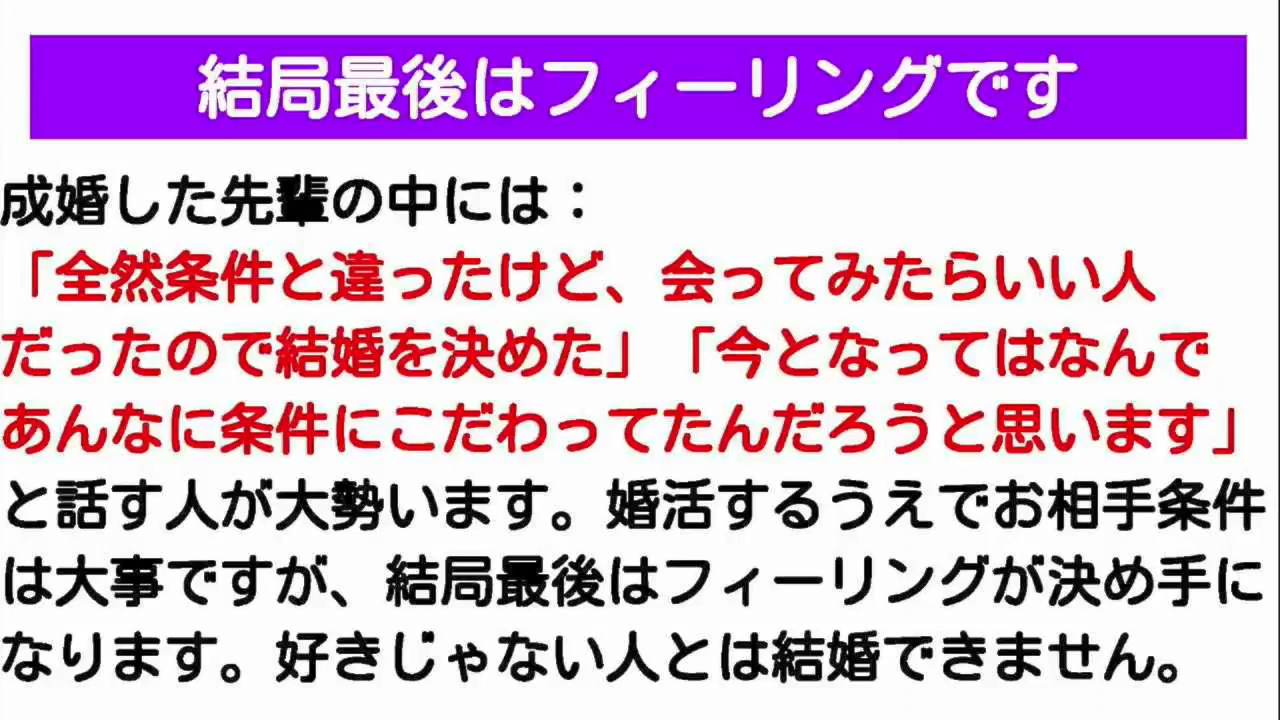 結局最後はフィーリングです
成婚した先輩の中には：
「全然条件と違ったけど、会ってみたらいい人
だったので結婚を決めた」「今となってはなんで
あんなに条件にこだわってたんだろうと思います」
と話す人が大勢います。婚活するうえでお相手条件
は大事ですが、結局最後はフィーリングが決め手に
なります。好きじゃない人とは結婚できません。